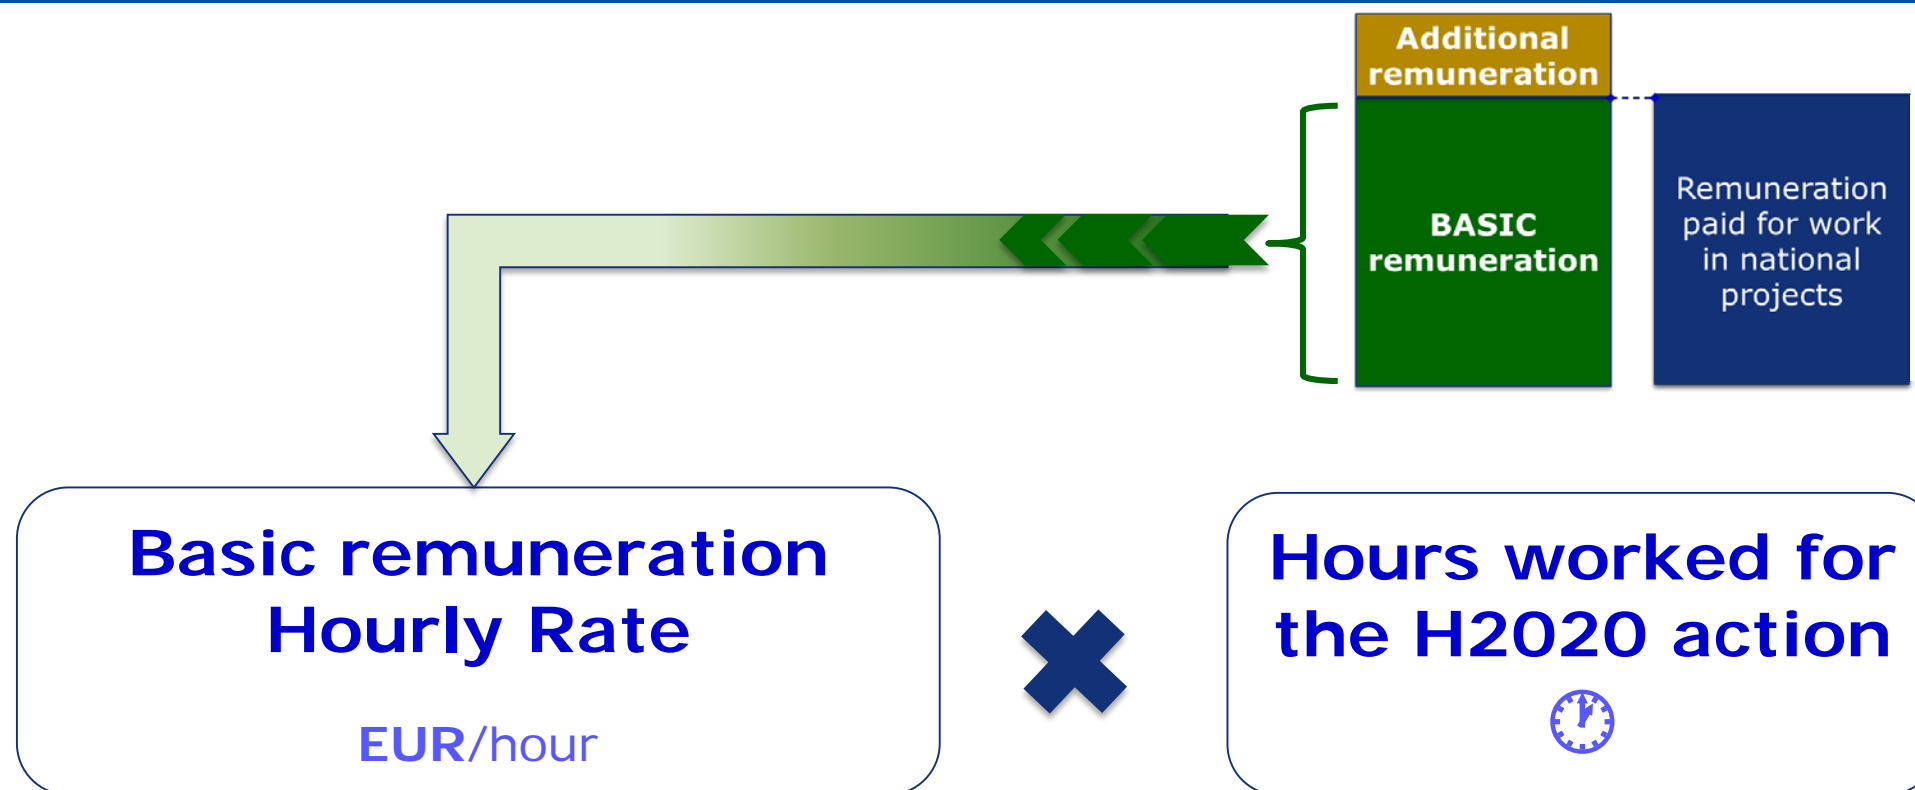 Additional
remuneration
BASIC
remuneration
Remuneration
paid for work
in national
projects
Basic remuneration
Hourly Rate
EUR/hour
Hours worked for
the H2020 action